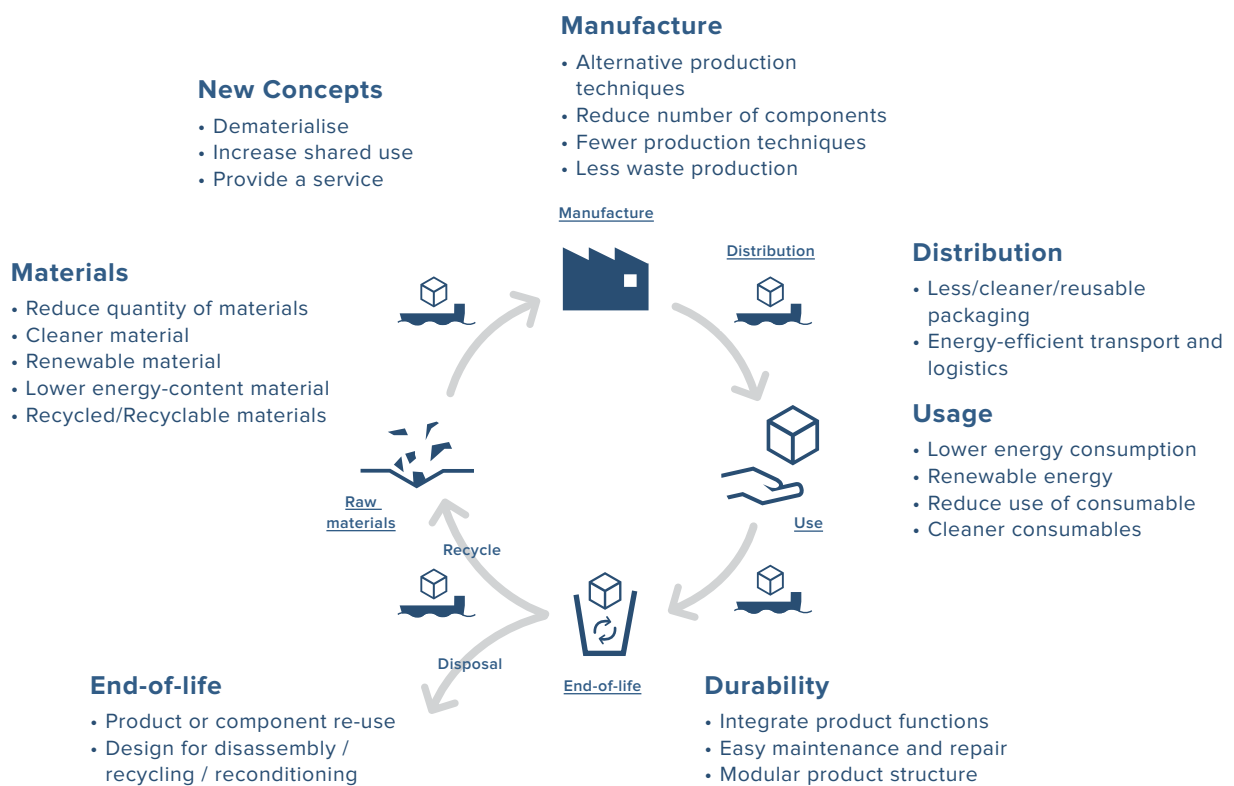 Manufacture
• Alternative production
techniques
• Reduce number of components
• Fewer production techniques
• Less waste production
New Concepts
• Dematerialise
• Increase shared use
• Provide a service
Manufacture
Distribution
Distribution
• Less/cleaner/reusable
packaging
• Energy-efficient transport and
logistics
Materials
• Reduce quantity of materials
• Cleaner material
• Renewable material
• Lower energy-content material
• Recycled/Recyclable materials
Usage
• Lower energy consumption
• Renewable energy
• Reduce use of consumable
• Cleaner consumables
Raw
materials
Use
Recycle
Disposal
End-of-life
End-of-life
• Product or component re-use
• Design for disassembly /
recycling / reconditioning
Durability
• Integrate product functions
• Easy maintenance and repair
• Modular product structure